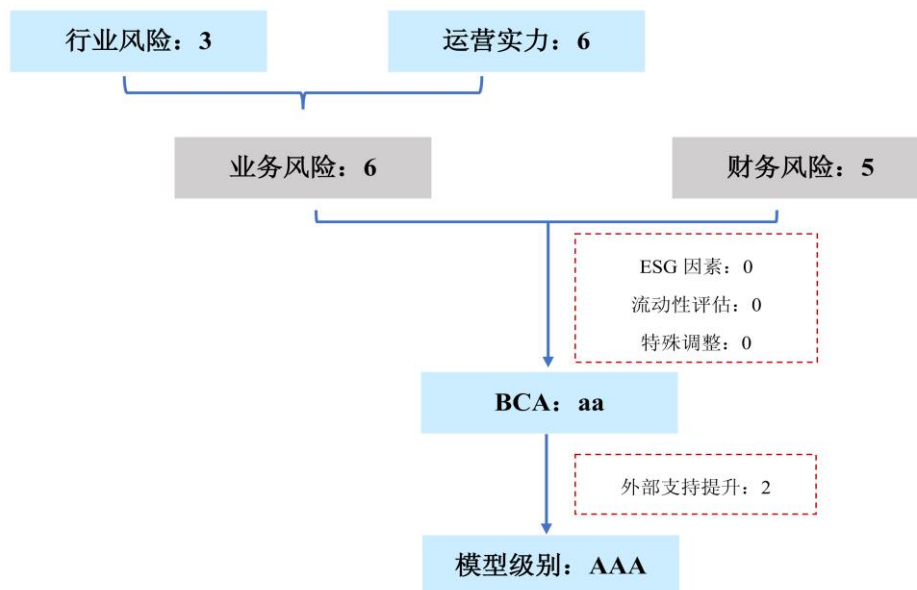 行业风险：3
运营实力：6
业务风险：6
财务风险：5
ESG 因素：0
流动性评估：0
特殊调整：0
BCA：aa
外部支持提升：2
模型级别：AAA